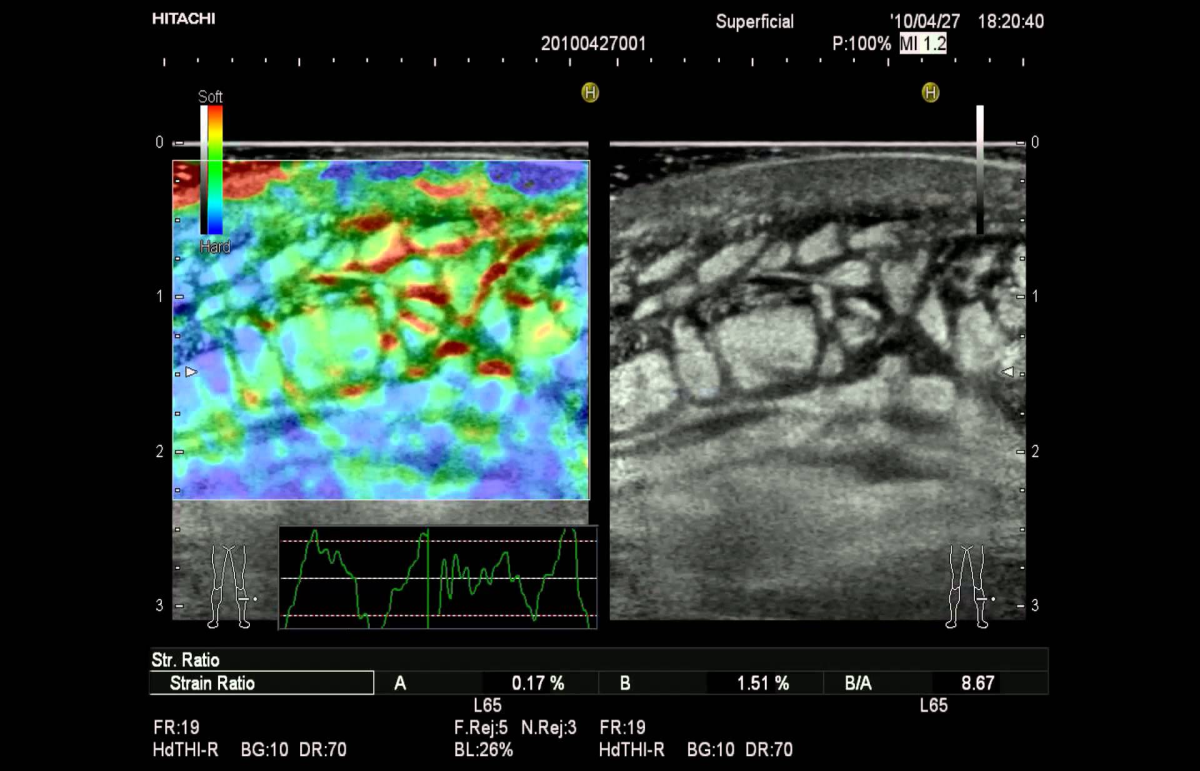 HITACHI
Superficial '10/04/27 18:20:40
20100427001 P:100% MI 1.2
H H
Soft
Hard
0 0
1 1
2 2
3 3
Str. Ratio
Strain Ratio A 0.17 % B 1.51 % B/A 8.67
L65 L65
FR:19 F.Rej:5 N.Rej:3 FR:19
HdTHI-R BG:10 DR:70 BL:26% HdTHI-R BG:10 DR:70